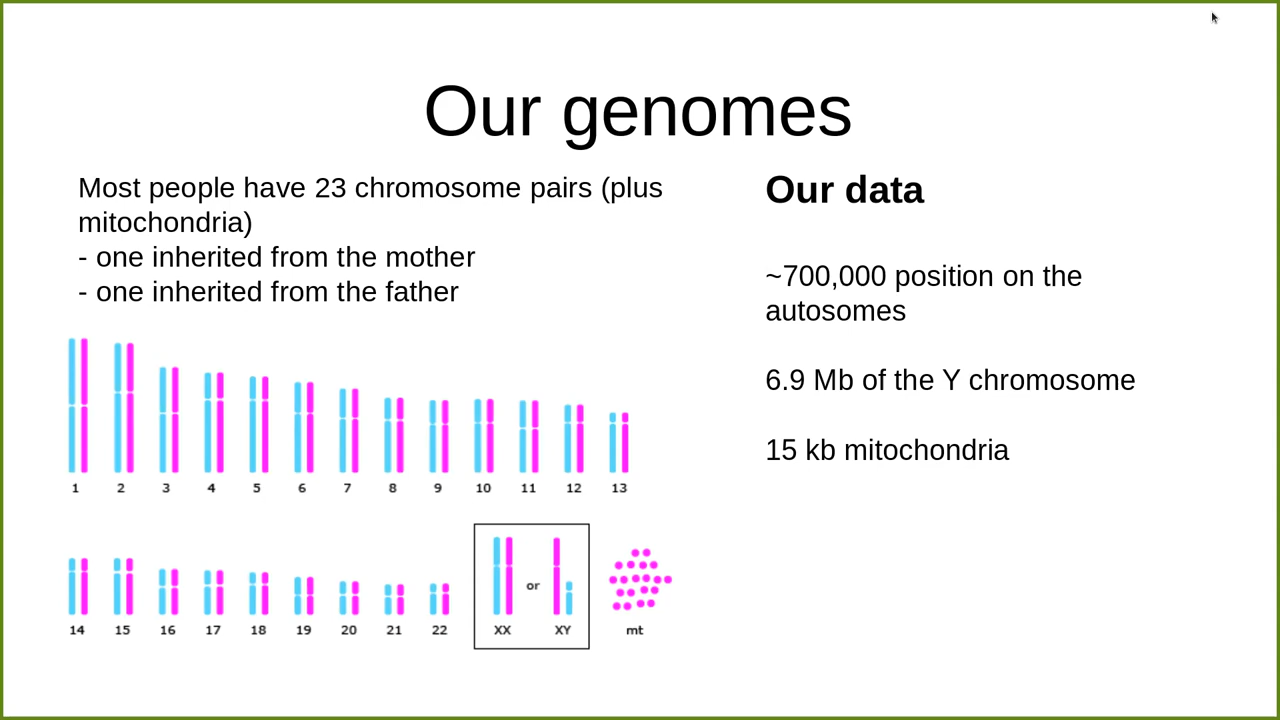 Our genomes
Most people have 23 chromosome pairs (plus
mitochondria)
- one inherited from the mother
- one inherited from the father
Our data
~700,000 position on the
autosomes
6.9 Mb of the Y chromosome
15 kb mitochondria
1 2 3 4 5 6 7 8 9 10 11 12 13
or
14 15 16 17 18 19 20 21 22 XX XY mt